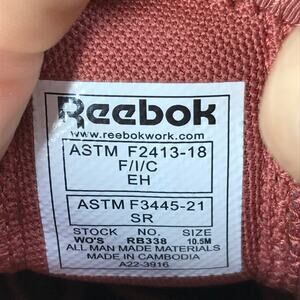 Reebok
www.reebokwork.com
ASTM F2413-18
F/I/C
EH
ASTM F3445-21
SR
STOCK NO. SIZE
WO'S RB338 10.5M
ALL MAN MADE MATERIALS
MADE IN CAMBODIA
A22-3916